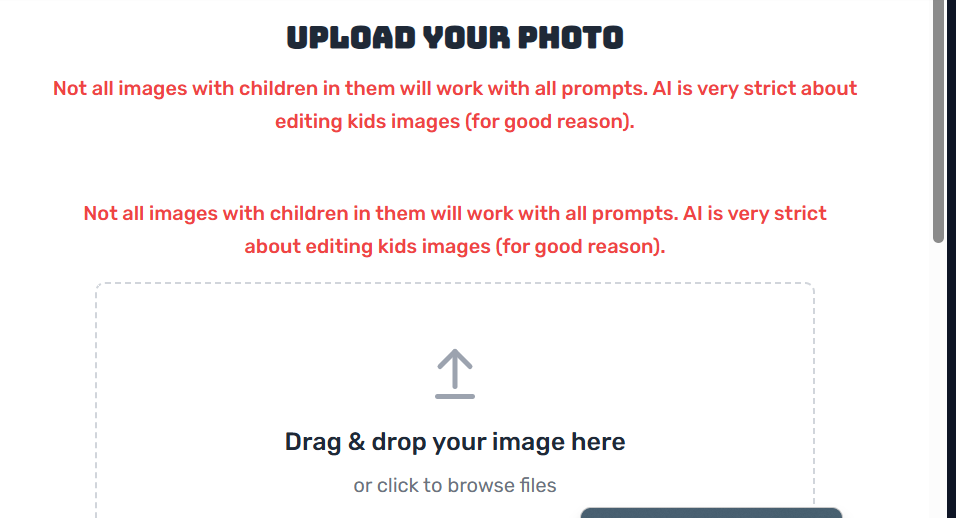 UPLOAD YOUR PHOTO
Not all images with children in them will work with all prompts. AI is very strict about
editing kids images (for good reason).
Not all images with children in them will work with all prompts. AI is very strict
about editing kids images (for good reason).
Drag & drop your image here
or click to browse files